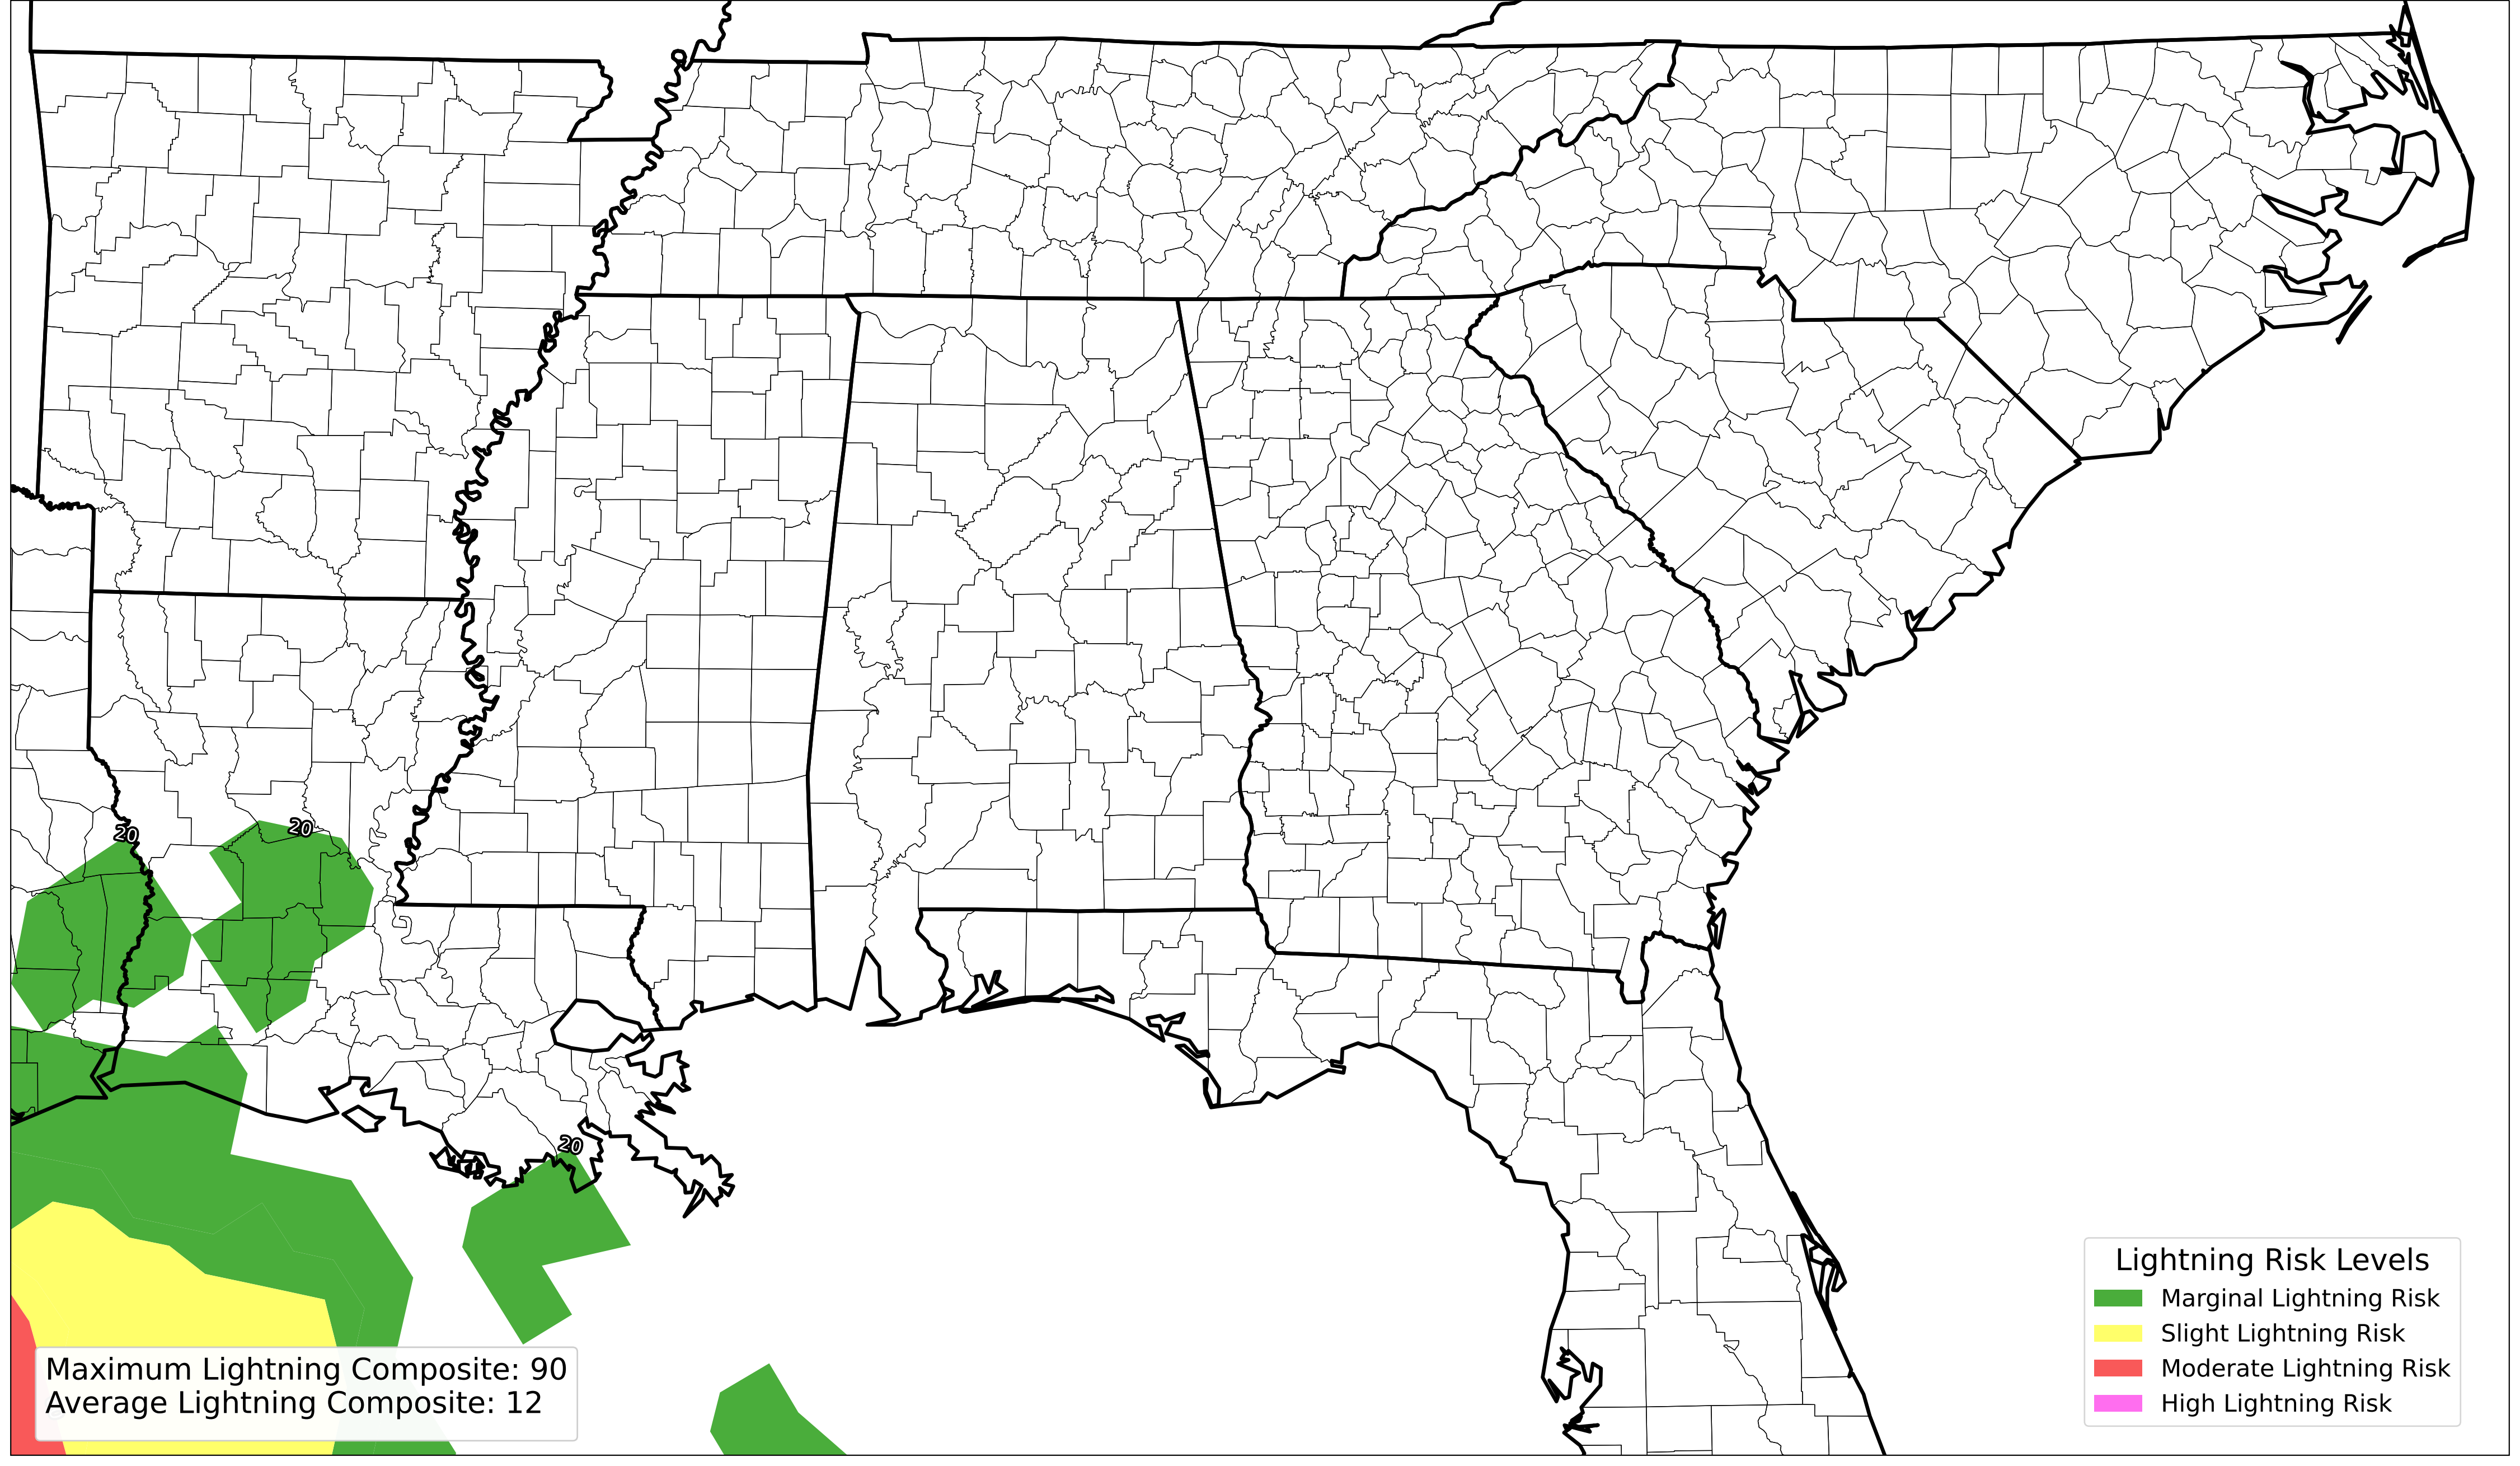 20
20
20
Maximum Lightning Composite: 90
Average Lightning Composite: 12
Lightning Risk Levels
Marginal Lightning Risk
Slight Lightning Risk
Moderate Lightning Risk
High Lightning Risk